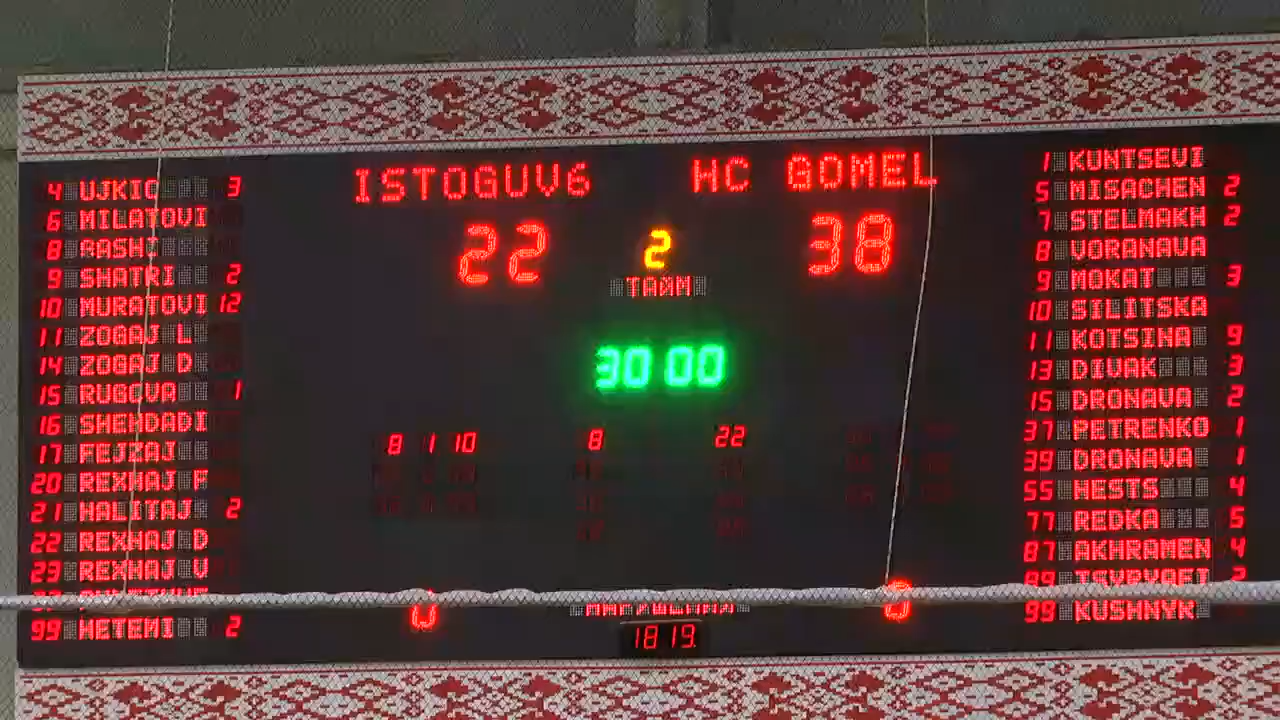 ISTOGUV6 HC GOMEL
22 2 38
ТАЙМ
30 00
8 1 10 8 22
0 0
18 19
4 UJKIC 3
6 MILATOVI
8 RASHI
9 SHATRI 2
10 MURATOVI 12
11 ZOGAJ L
14 ZOGAJ D
15 RUGOVA 1
16 SHEHDADI
17 FEJZAJ
20 REXHAJ F
21 HALITAJ 2
22 REXHAJ D
23 REXHAJ V
99 HETEMI 2
1 KUNTSEVI
5 MISACHEN 2
7 STELMAKH 2
8 VORANAVA
9 MOKAT 3
10 SILITSKA
11 KOTSINA 9
13 DIVAK 3
15 DRONAVA 2
37 PETRENKO 1
39 DRONAVA 1
55 HESTS 4
77 REDKA 5
87 AKHRAMEN 4
99 KUSHNYK